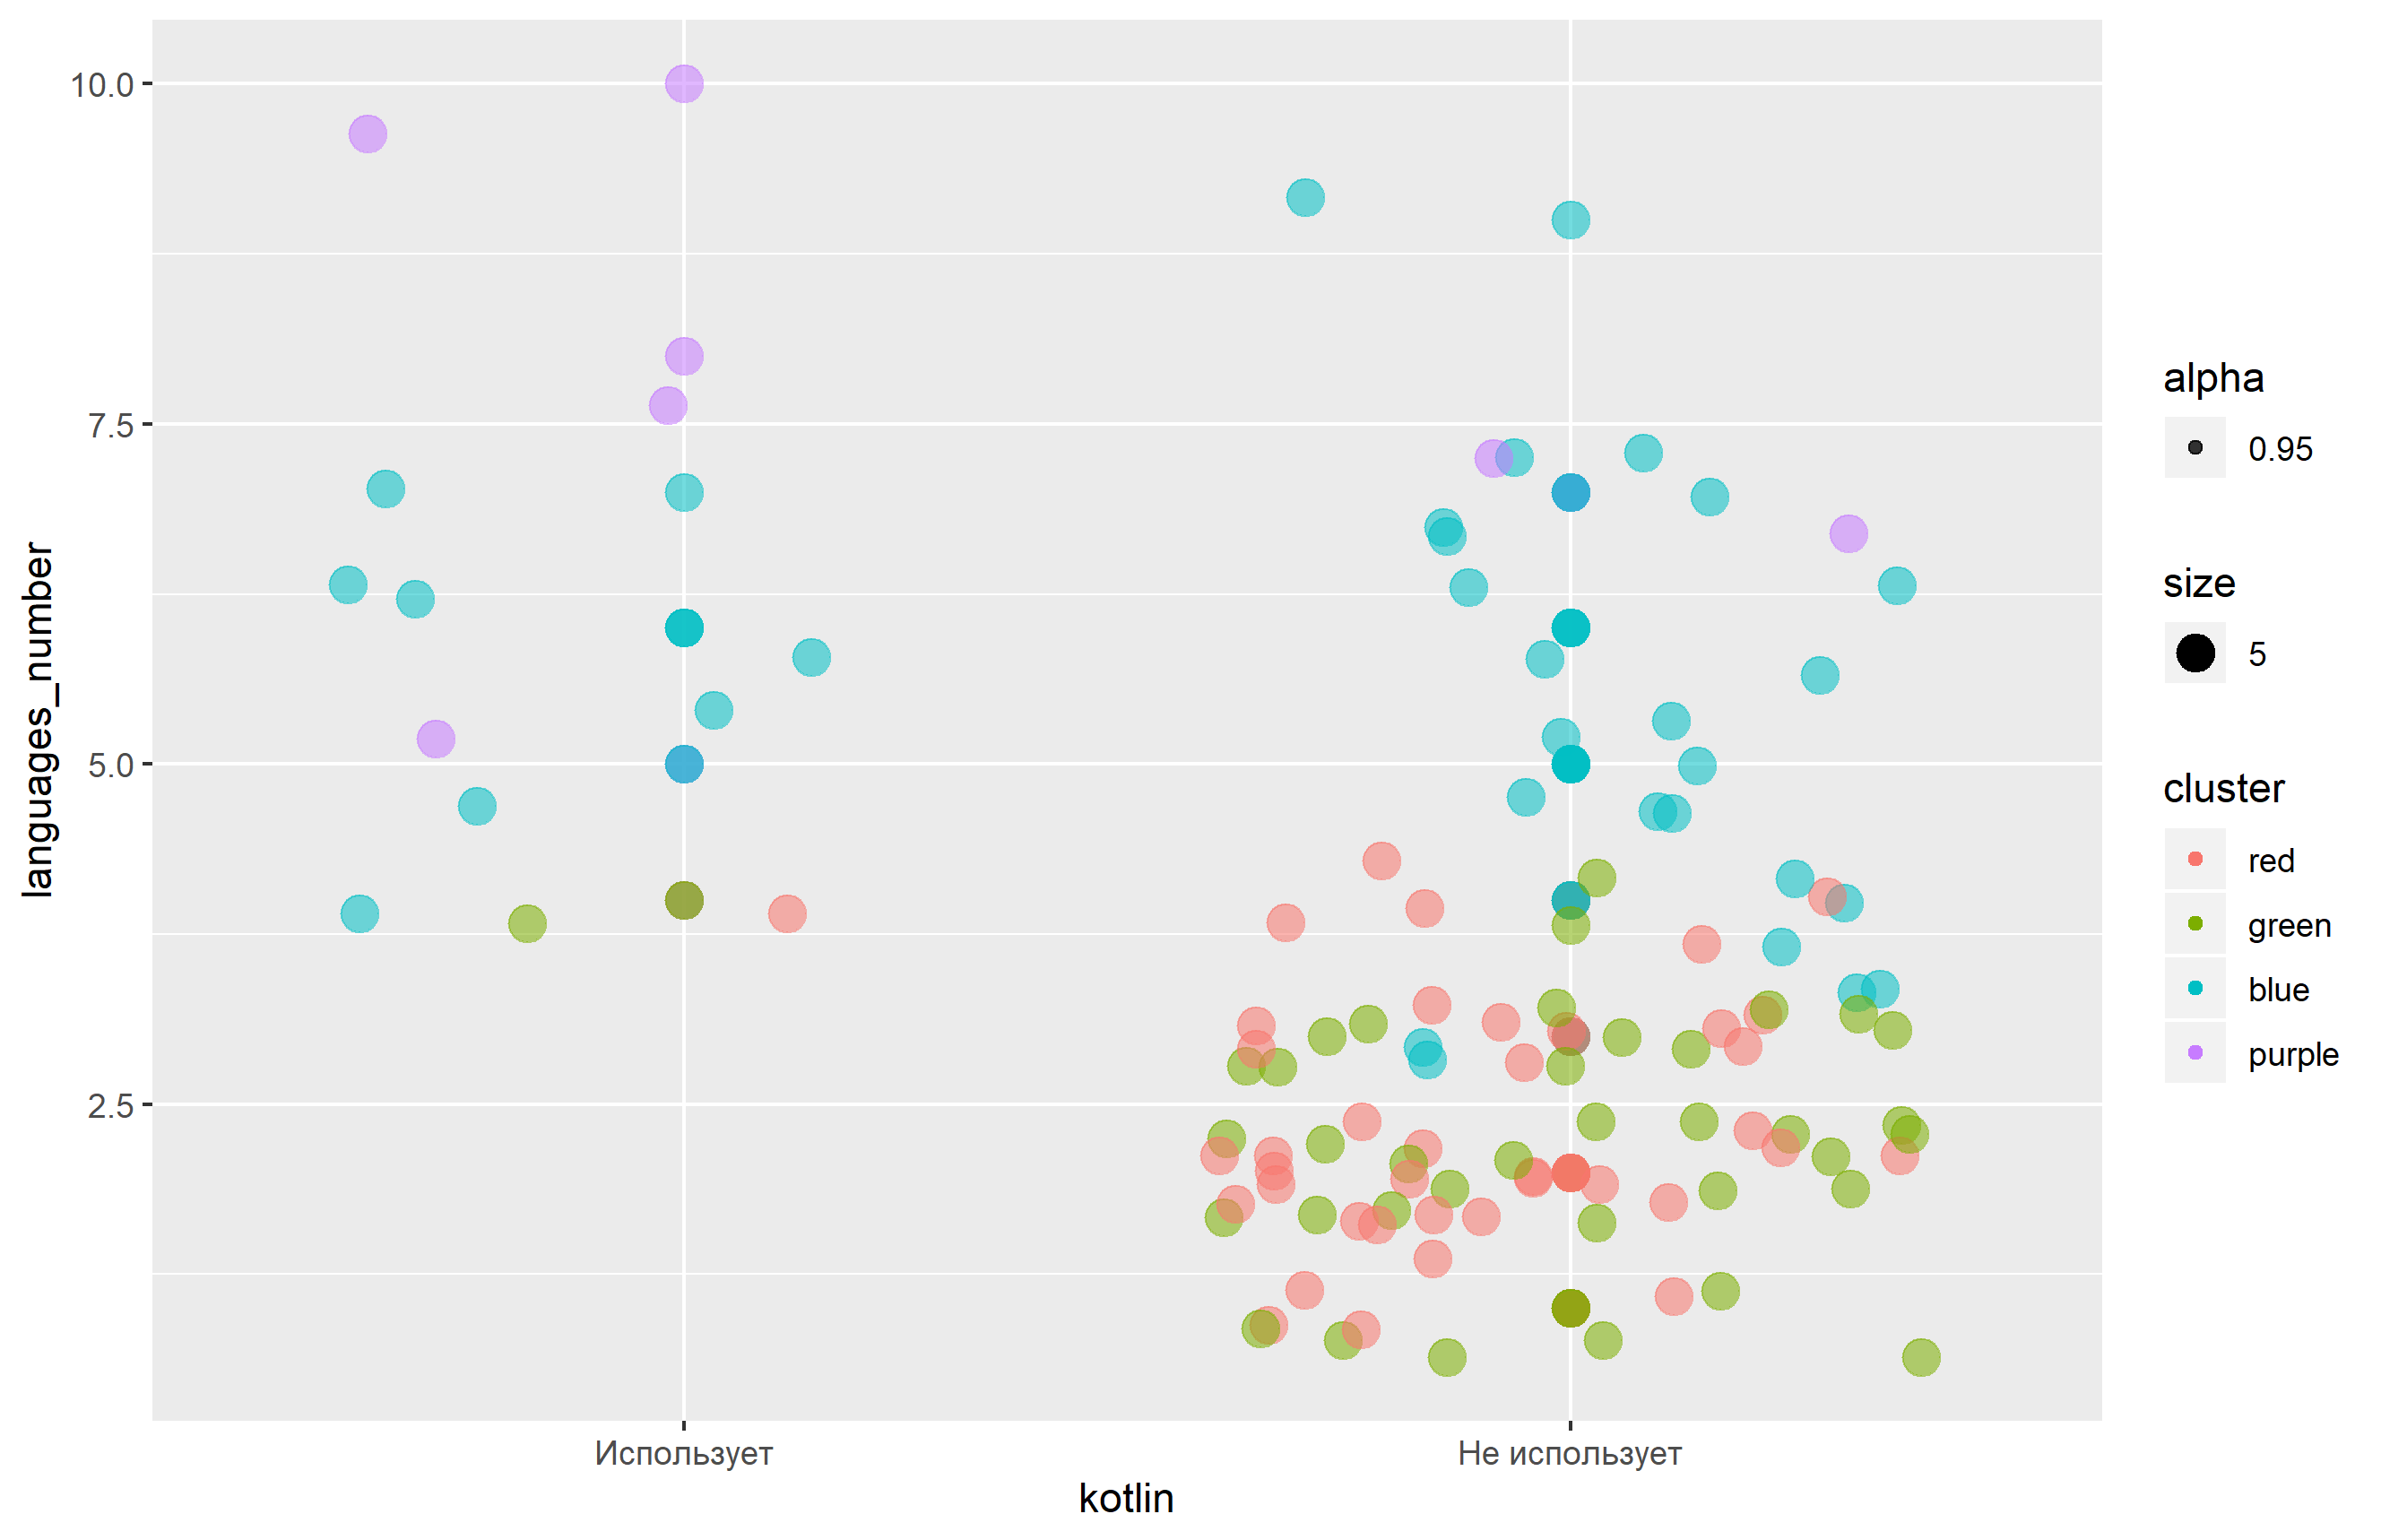 10.0
7.5
5.0
2.5
languages_number
Использует
Не использует
kotlin
alpha
0.95
size
5
cluster
red
green
blue
purple